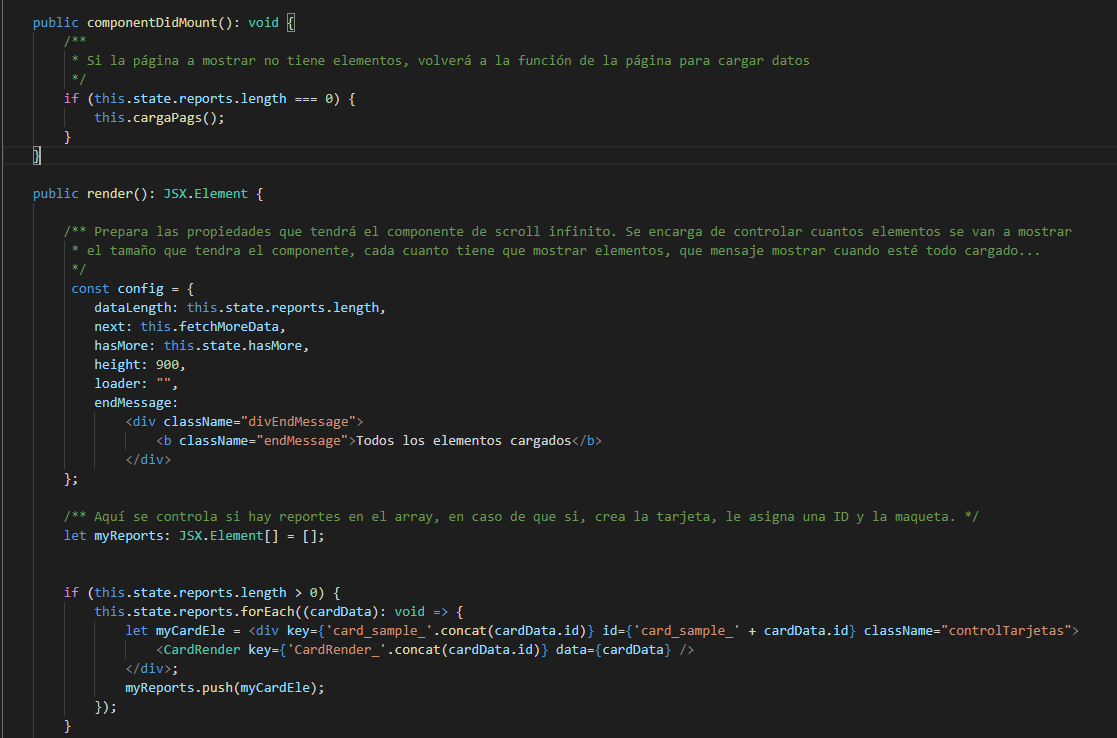 public componentDidMount(): void {
/**
* Si la página a mostrar no tiene elementos, volverá a la función de la página para cargar datos
*/
if (this.state.reports.length === 0) {
this.cargaPags();
}
}
public render(): JSX.Element {
/** Prepara las propiedades que tendrá el componente de scroll infinito. Se encarga de controlar cuantos elementos se van a mostrar
* el tamaño que tendra el componente, cada cuanto tiene que mostrar elementos, que mensaje mostrar cuando esté todo cargado...
*/
const config = {
dataLength: this.state.reports.length,
next: this.fetchMoreData,
hasMore: this.state.hasMore,
height: 900,
loader: "",
endMessage:
<div className="divEndMessage">
<b className="endMessage">Todos los elementos cargados</b>
</div>
};
/** Aquí se controla si hay reportes en el array, en caso de que si, crea la tarjeta, le asigna una ID y la maqueta. */
let myReports: JSX.Element[] = [];
if (this.state.reports.length > 0) {
this.state.reports.forEach((cardData): void => {
let myCardEle = <div key={'card_sample_'.concat(cardData.id)} id={'card_sample_' + cardData.id} className="controlTarjetas">
<CardRender key={'CardRender_'.concat(cardData.id)} data={cardData} />
</div>;
myReports.push(myCardEle);
});
}